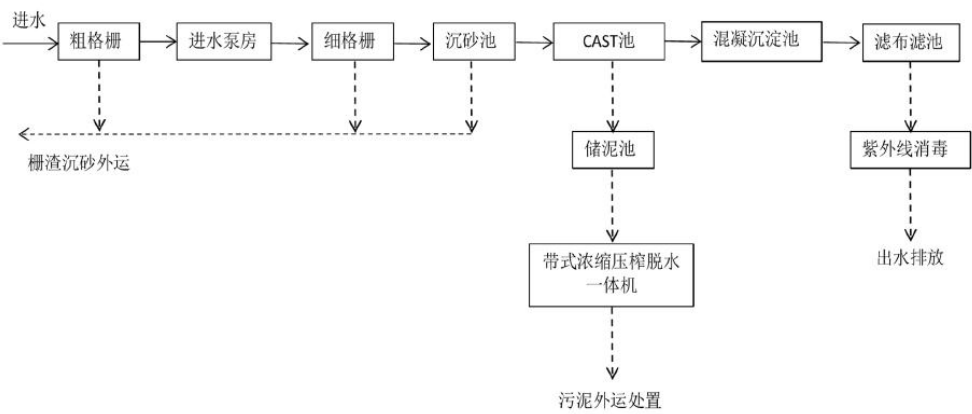 进水
粗格栅
进水泵房
细格栅
沉砂池
CAST池
混凝沉淀池
滤布滤池
栅渣沉砂外运
储泥池
紫外线消毒
带式浓缩压榨脱水
一体机
出水排放
污泥外运处置